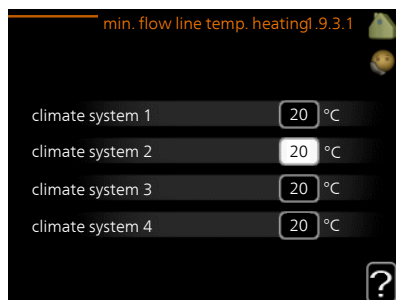 min. flow line temp. heating1.9.3.1
climate system 1 20 °C
climate system 2 20 °C
climate system 3 20 °C
climate system 4 20 °C
?